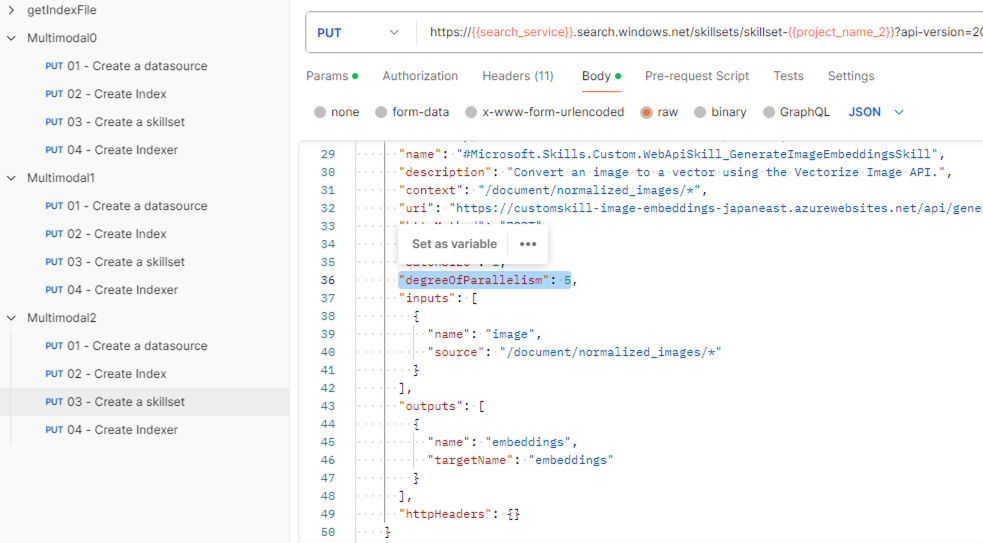 getIndexFile
Multimodal0
PUT 01 - Create a datasource
PUT 02 - Create Index
PUT 03 - Create a skillset
PUT 04 - Create Indexer
Multimodal1
PUT 01 - Create a datasource
PUT 02 - Create Index
PUT 03 - Create a skillset
PUT 04 - Create Indexer
Multimodal2
PUT 01 - Create a datasource
PUT 02 - Create Index
PUT 03 - Create a skillset
PUT 04 - Create Indexer
PUT https://{{search_service}}.search.windows.net/skillsets/skillset-{{project_name_2}}?api-version=20
Params Authorization Headers (11) Body Pre-request Script Tests Settings
none form-data x-www-form-urlencoded raw binary GraphQL JSON
29 "name": "#Microsoft.Skills.Custom.WebApiSkill_GenerateImageEmbeddingsSkill",
30 "description": "Convert an image to a vector using the Vectorize Image API.",
31 "context": "/document/normalized_images/*",
32 "uri": "https://customskill-image-embeddings-japaneast.azurewebsites.net/api/gene
33
34 Set as variable
35
36 "degreeOfParallelism": 5,
37 "inputs": [
38 {
39 "name": "image",
40 "source": "/document/normalized_images/*"
41 }
42 ],
43 "outputs": [
44 {
45 "name": "embeddings",
46 "targetName": "embeddings"
47 }
48 ],
49 "httpHeaders": {}
50 }